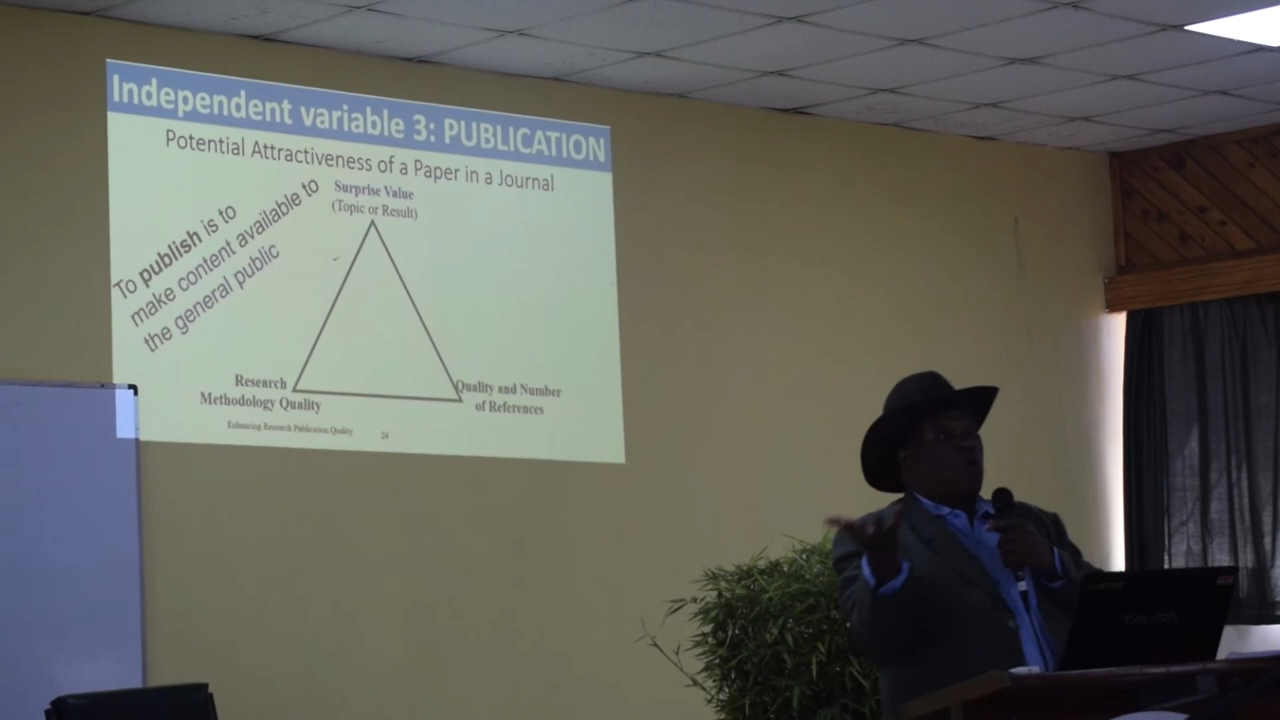 Independent variable 3: PUBLICATION
Potential Attractiveness of a Paper in a Journal
To publish is to
make content available to
the general public
Surprise Value
(Topic or Result)
Research
Methodology Quality
Quality and Number
of References
Enhancing Research Publication Quality
24